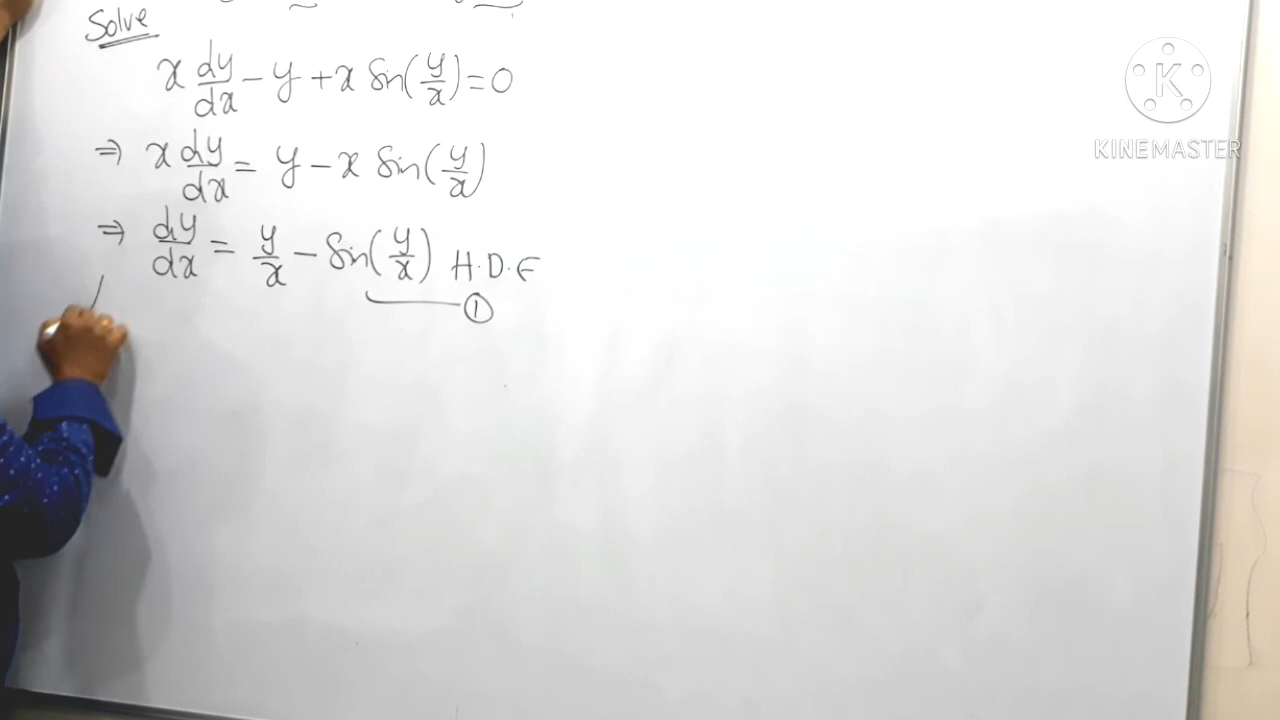 Solve
x dy/dx - y + x Sin(y/x) = 0
⇒ x dy/dx = y - x Sin(y/x)
⇒ dy/dx = y/x - Sin(y/x) H.D.E
①
K
KINEMASTER